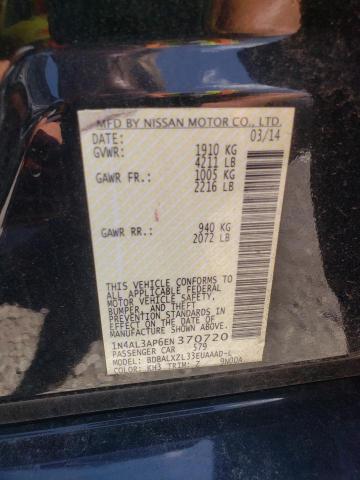 MFD BY NISSAN MOTOR CO., LTD.
DATE: 03/14
GVWR: 1910 KG
4211 LB
GAWR FR.: 1005 KG
2216 LB
GAWR RR.: 940 KG
2072 LB
THIS VEHICLE CONFORMS TO
ALL APPLICABLE FEDERAL
MOTOR VEHICLE SAFETY,
BUMPER, AND THEFT
PREVENTION STANDARDS IN
EFFECT ON THE DATE OF
MANUFACTURE SHOWN ABOVE.
1N4AL3AP6EN370720
PASSENGER CAR 579
MODEL: BDBALXZL33EUAAAD-L
COLOR: KH3 TRIM: Z